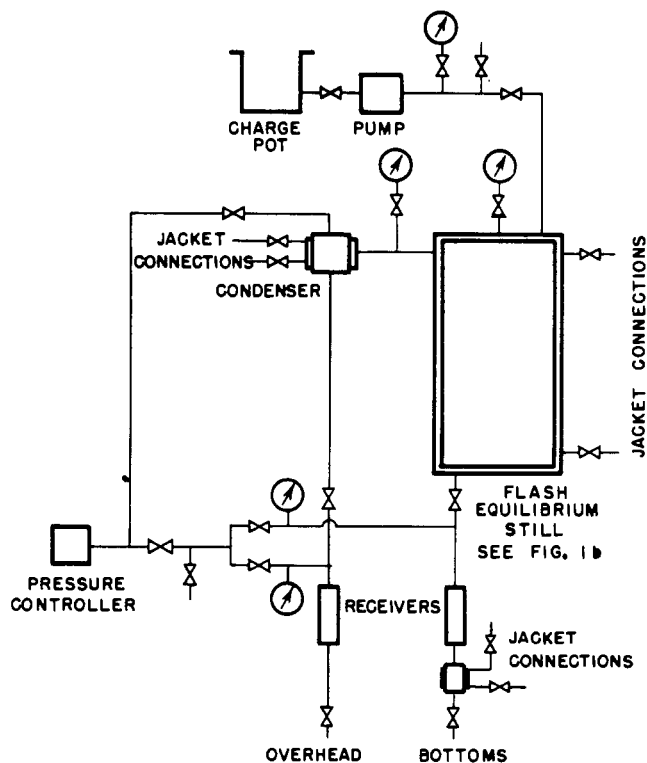 CHARGE
POT
PUMP
JACKET
CONNECTIONS
CONDENSER
JACKET CONNECTIONS
FLASH
EQUILIBRIUM
STILL
SEE FIG. 1b
PRESSURE
CONTROLLER
RECEIVERS
JACKET
CONNECTIONS
OVERHEAD
BOTTOMS